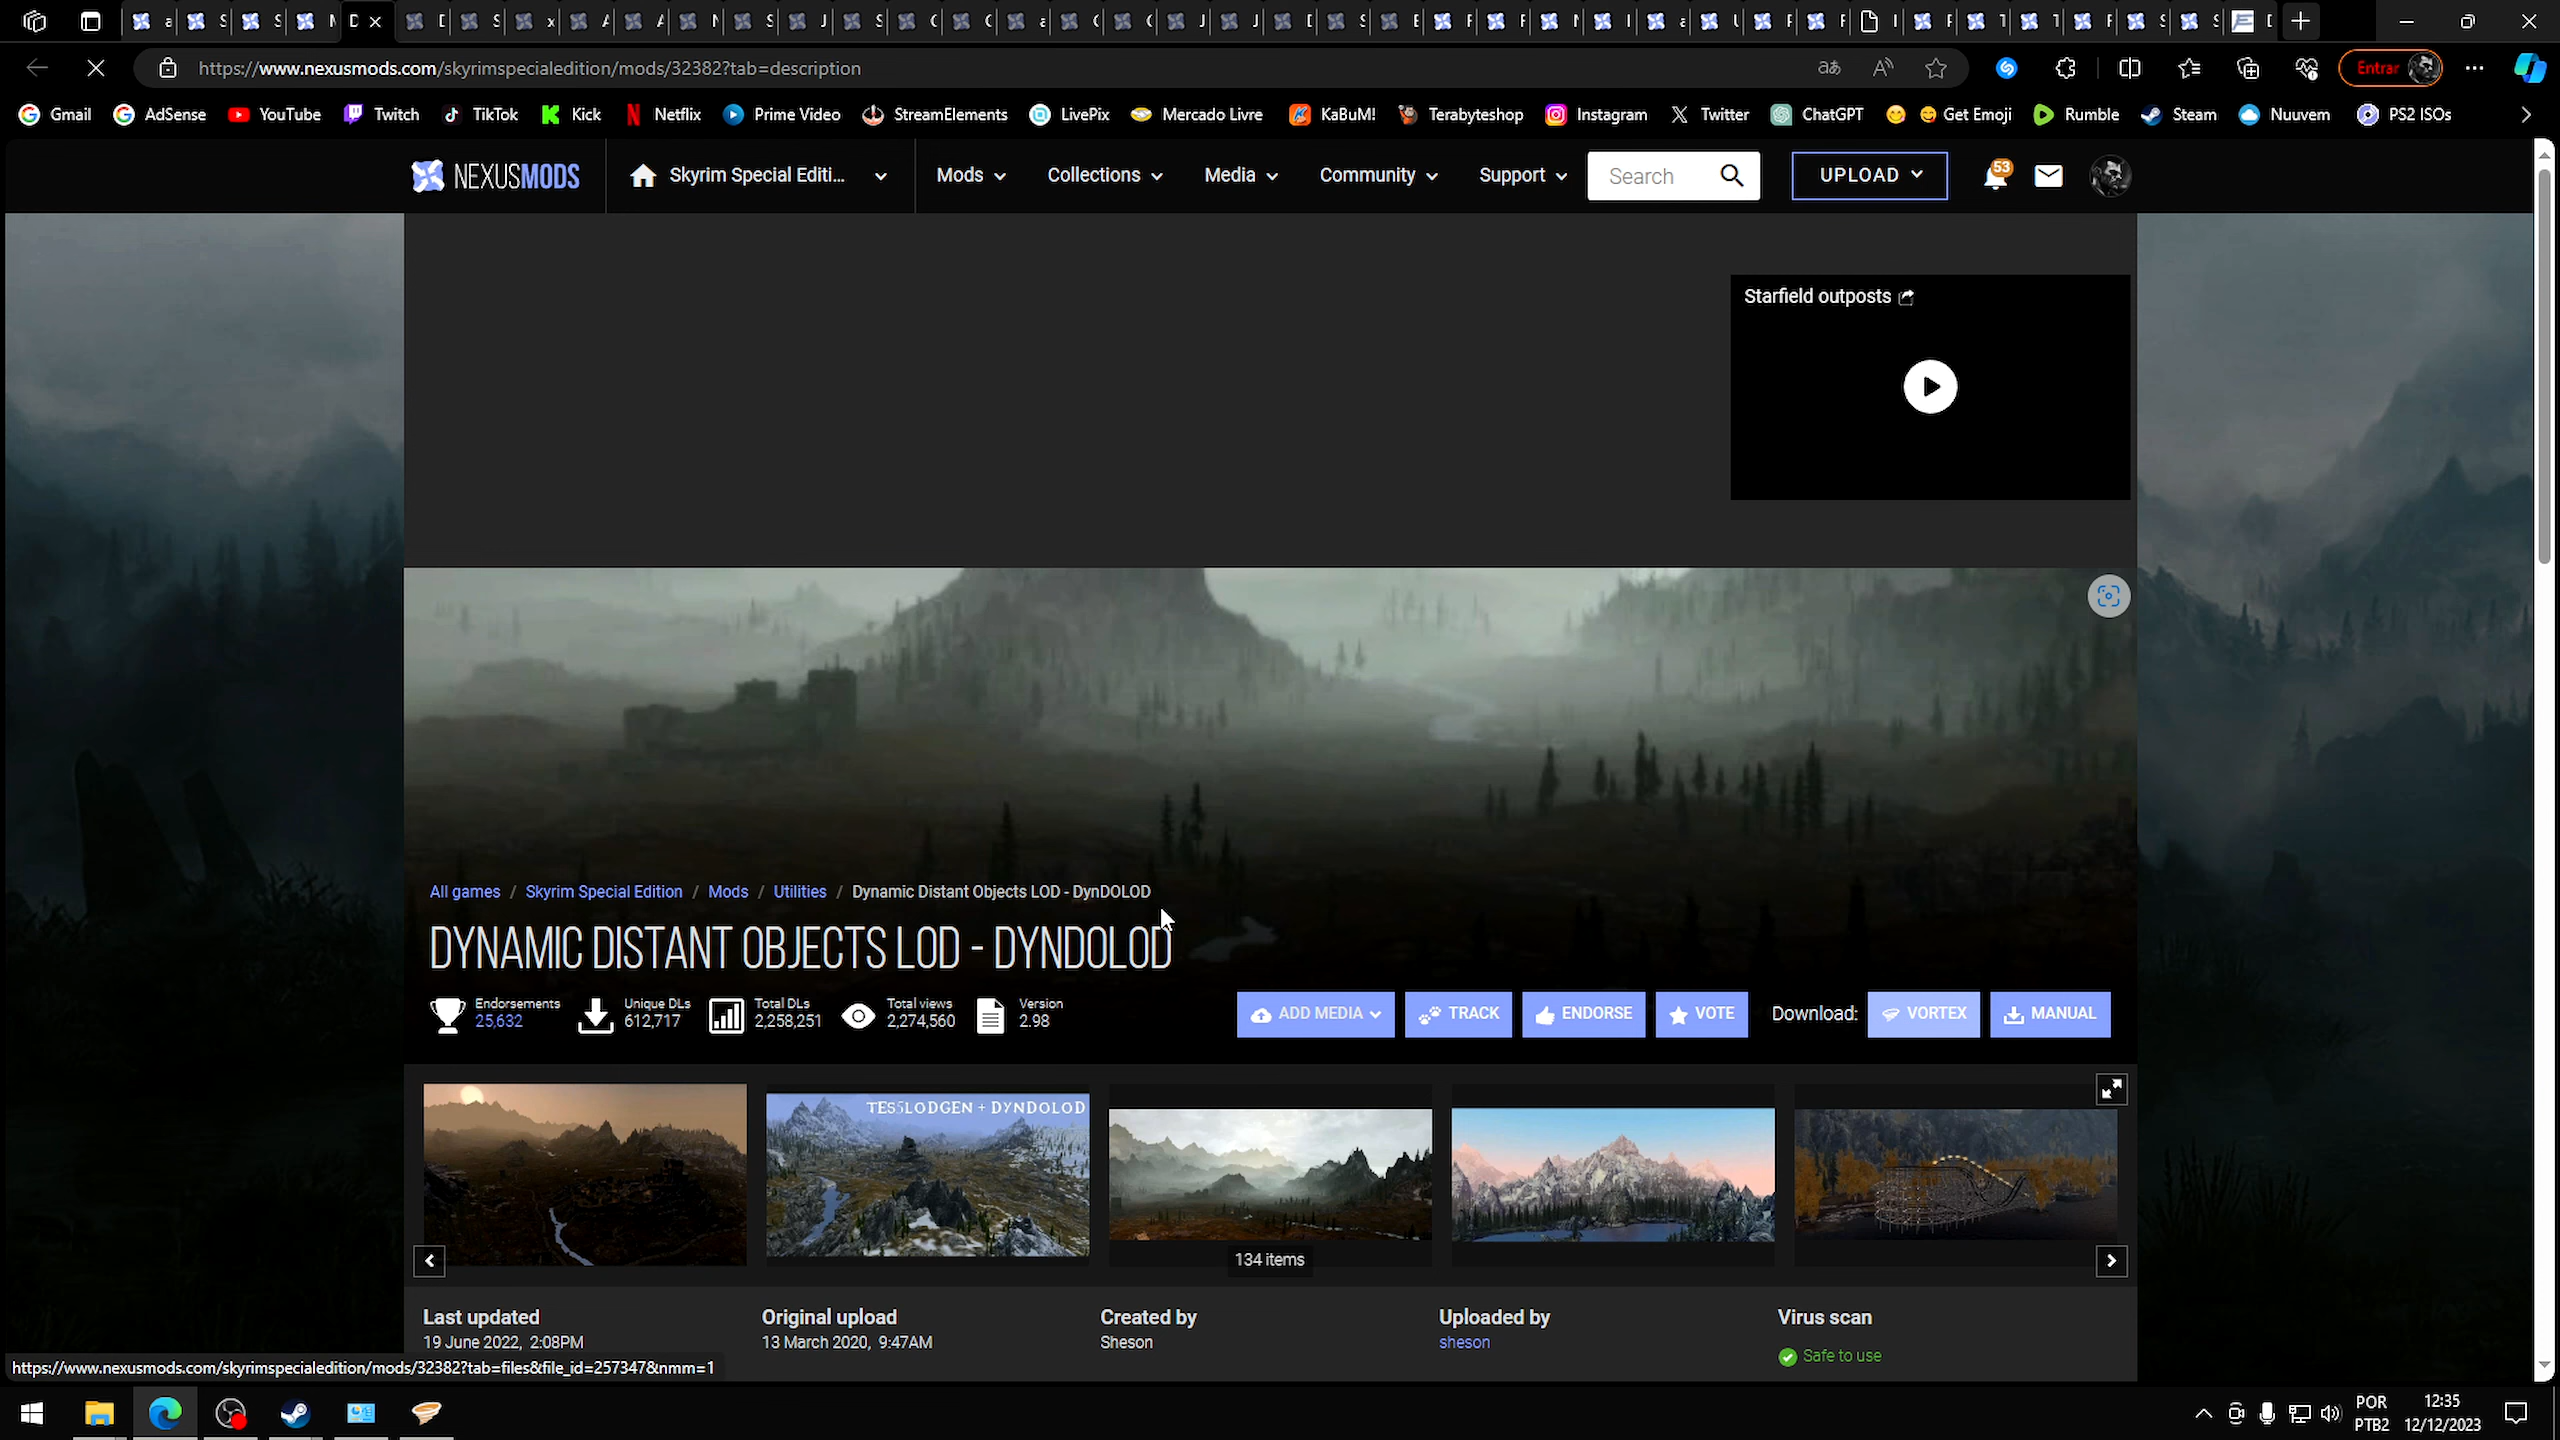 https://www.nexusmods.com/skyrimspecialedition/mods/32382?tab=description
Entrar
Gmail AdSense YouTube Twitch TikTok Kick Netflix Prime Video StreamElements LivePix Mercado Livre KaBuM! Terabyteshop Instagram Twitter ChatGPT Get Emoji Rumble Steam Nuuvem PS2 ISOs
NEXUSMODS Skyrim Special Editi... Mods Collections Media Community Support Search UPLOAD 53
Starfield outposts
All games / Skyrim Special Edition / Mods / Utilities / Dynamic Distant Objects LOD - DynDOLOD
DYNAMIC DISTANT OBJECTS LOD - DYNDOLOD
Endorsements Unique DLs Total DLs Total views Version
25,632 612,717 2,258,251 2,274,560 2.98
ADD MEDIA TRACK ENDORSE VOTE Download: VORTEX MANUAL
TES5LODGEN + DYNDOLOD
134 items
Last updated Original upload Created by Uploaded by Virus scan
19 June 2022, 2:08PM 13 March 2020, 9:47AM Sheson sheson Safe to use
https://www.nexusmods.com/skyrimspecialedition/mods/32382?tab=files&file_id=257347&nmm=1
POR 12:35
PTB2 12/12/2023